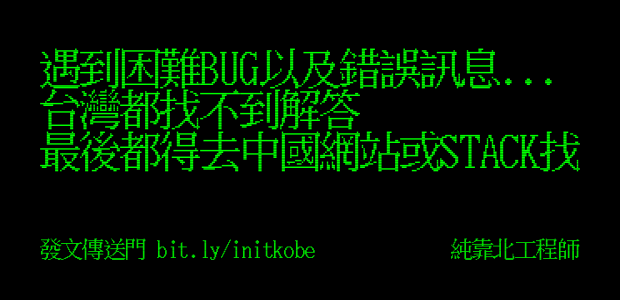 遇到困難BUG以及錯誤訊息...
台灣都找不到解答
最後都得去中國網站或STACK找
發文傳送門 bit.ly/initkobe
純靠北工程師